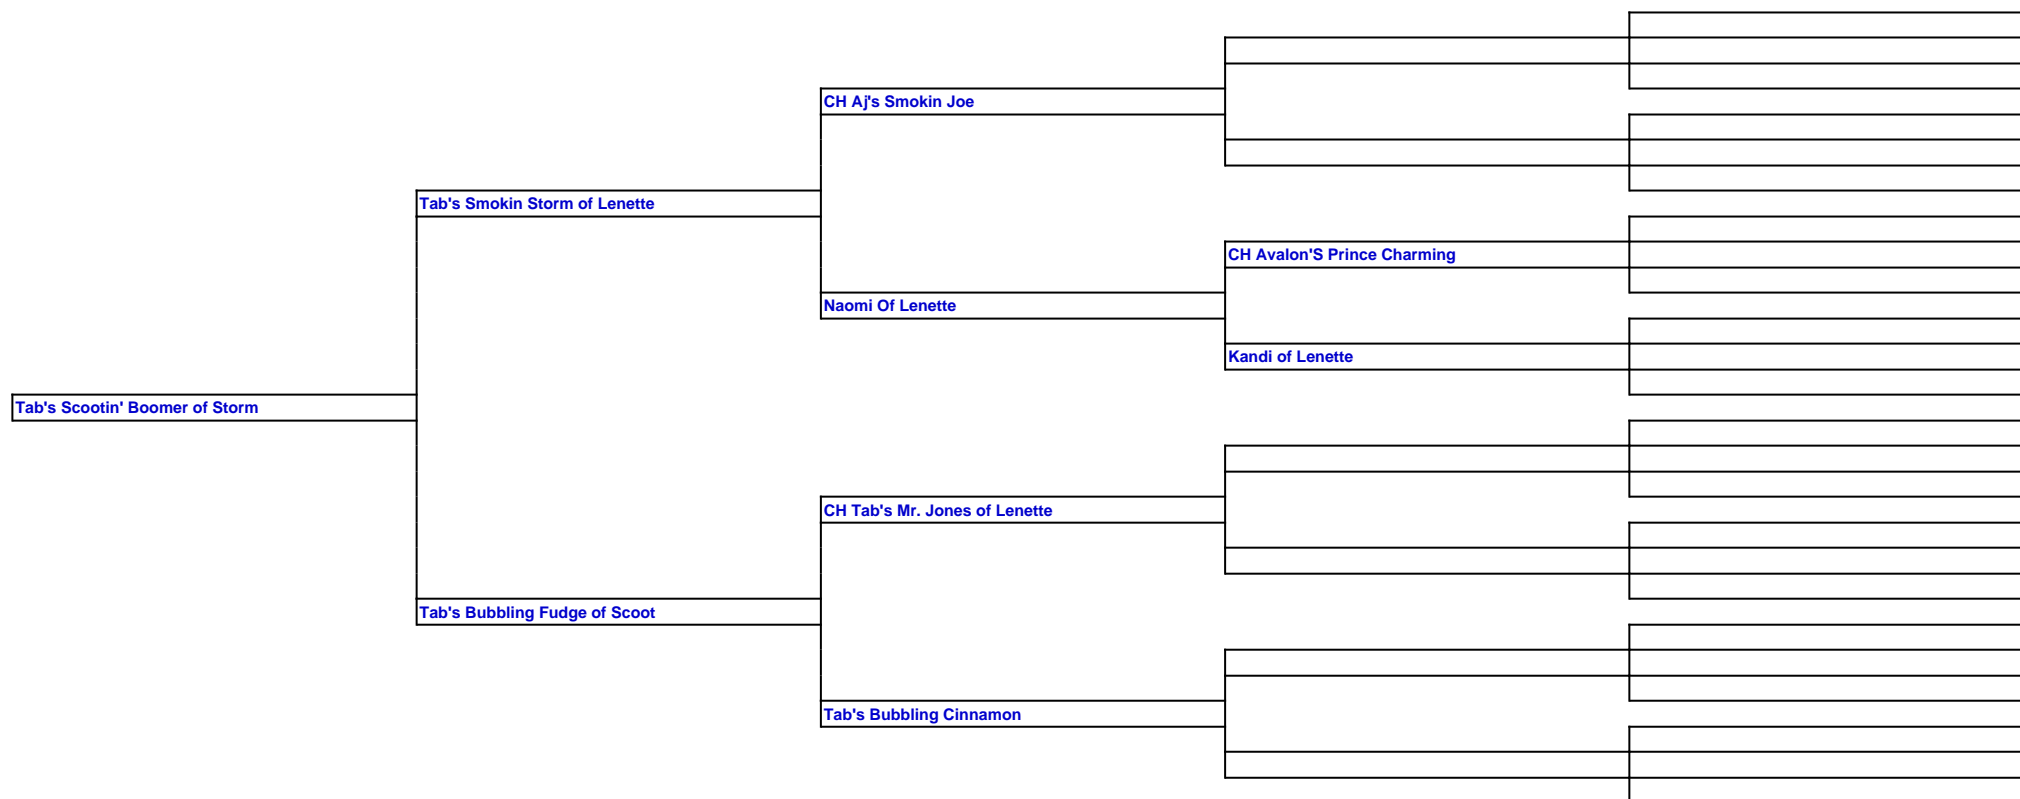 CH Aj's Smokin Joe
Tab's Smokin Storm of Lenette
CH Avalon'S Prince Charming
Naomi Of Lenette
Kandi of Lenette
Tab's Scootin' Boomer of Storm
CH Tab's Mr. Jones of Lenette
Tab's Bubbling Fudge of Scoot
Tab's Bubbling Cinnamon